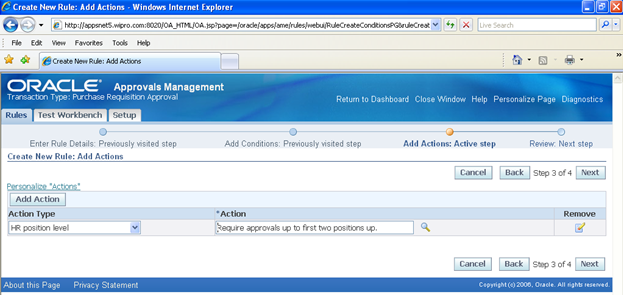 Create New Rule: Add Actions - Windows Internet Explorer
http://appsnet5.wipro.com:8020/OA_HTML/OA.jsp?page=/oracle/apps/ame/rules/webui/RuleCreateConditionsPG&ruleCreat
Live Search
File Edit View Favorites Tools Help
Create New Rule: Add Actions
ORACLE® Approvals Management
Transaction Type: Purchase Requisition Approval
Return to Dashboard Close Window Help Personalize Page Diagnostics
Rules Test Workbench Setup
Enter Rule Details: Previously visited step Add Conditions: Previously visited step Add Actions: Active step Review: Next step
Create New Rule: Add Actions
Cancel Back Step 3 of 4 Next
Personalize "Actions"
Add Action
Action Type *Action Remove
HR position level Require approvals up to first two positions up.
Cancel Back Step 3 of 4 Next
About this Page Privacy Statement Copyright (c) 2006, Oracle. All rights reserved.